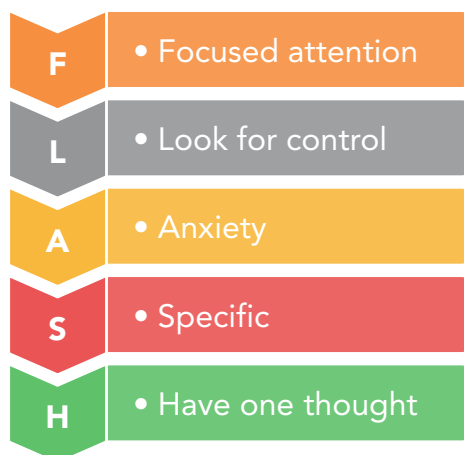 F • Focused attention
L • Look for control
A • Anxiety
S • Specific
H • Have one thought